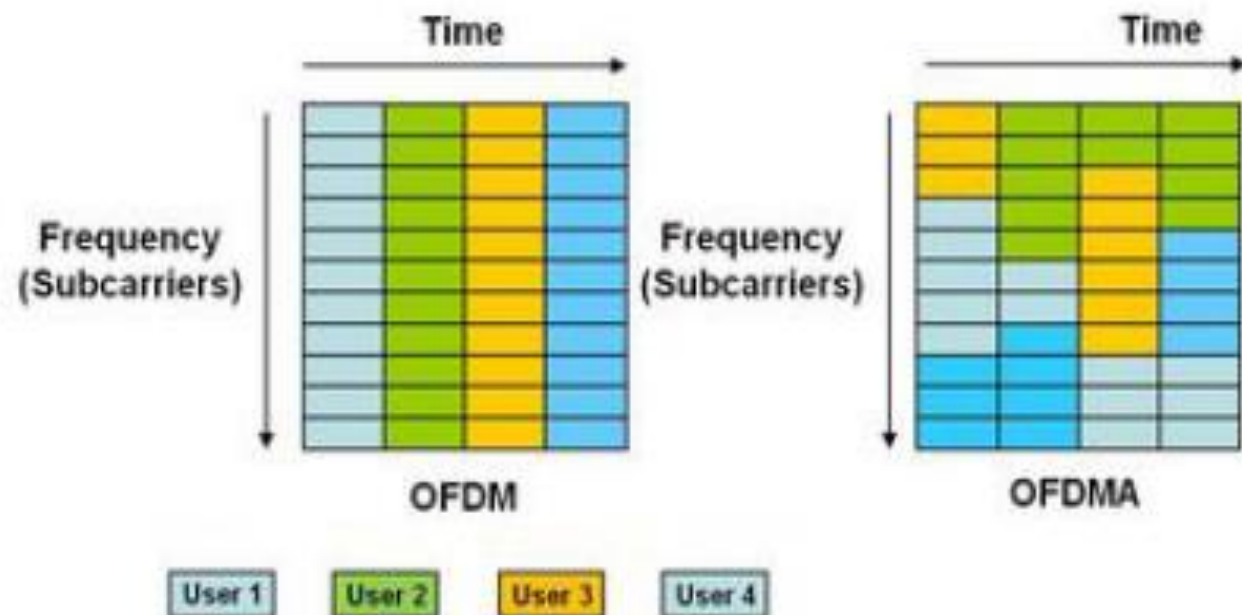 Time
Time
Frequency
(Subcarriers)
Frequency
(Subcarriers)
OFDM
OFDMA
User 1
User 2
User 3
User 4